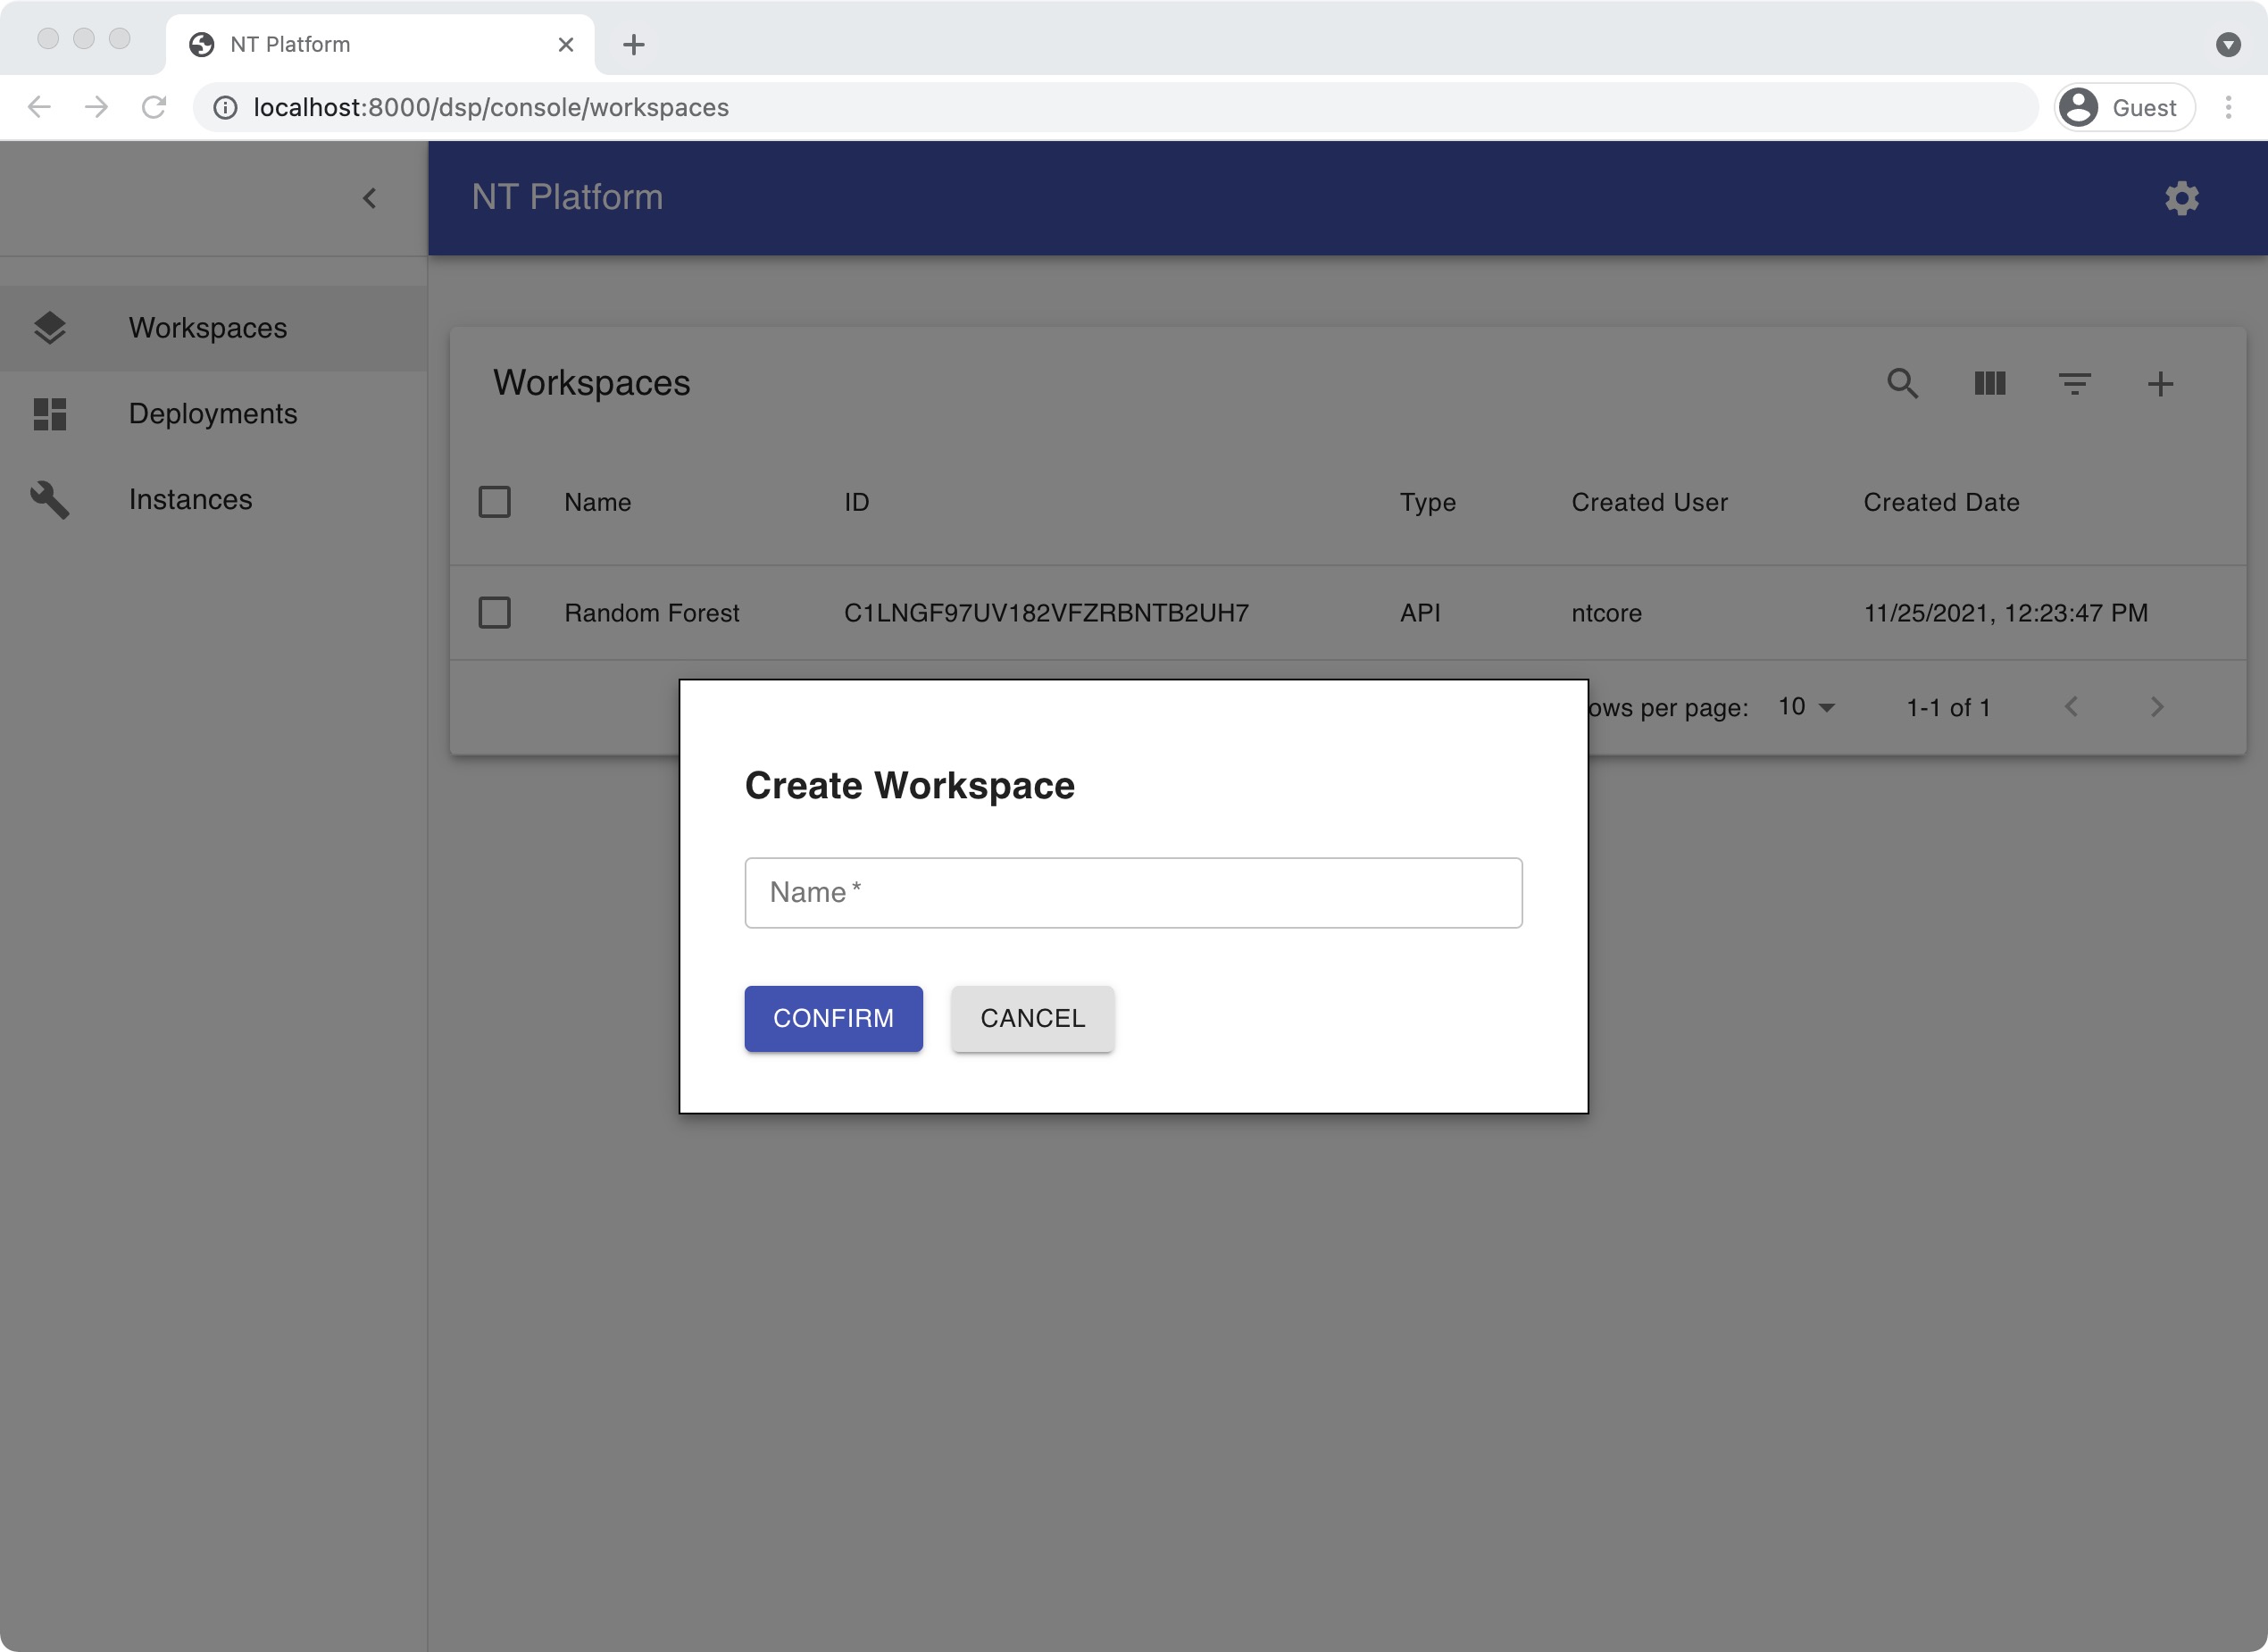 NT Platform
localhost:8000/dsp/console/workspaces
Guest
NT Platform
Workspaces
Deployments
Instances
Workspaces
Name ID Type Created User Created Date
Random Forest C1LNGF97UV182VFZRBNTB2UH7 API ntcore 11/25/2021, 12:23:47 PM
ows per page: 10 1-1 of 1
Create Workspace
Name *
CONFIRM CANCEL